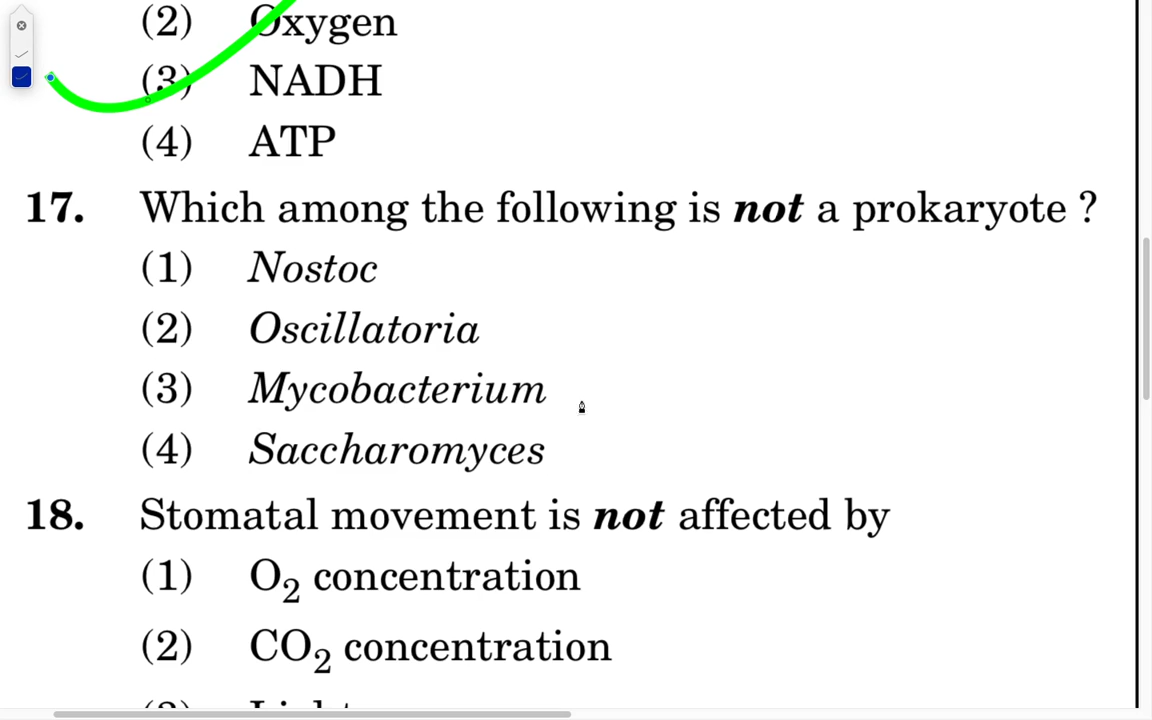 (2) Oxygen
(3) NADH
(4) ATP
17. Which among the following is not a prokaryote ?
(1) Nostoc
(2) Oscillatoria
(3) Mycobacterium
(4) Saccharomyces
18. Stomatal movement is not affected by
(1) O₂ concentration
(2) CO₂ concentration